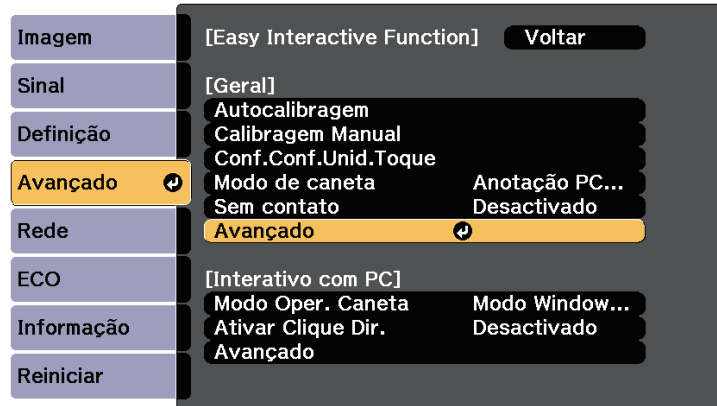 Imagem
Sinal
Definição
Avançado
Rede
ECO
Informação
Reiniciar
[Easy Interactive Function] Voltar
[Geral]
Autocalibragem
Calibragem Manual
Conf.Conf.Unid.Toque
Modo de caneta Anotação PC...
Sem contato Desactivado
Avançado
[Interativo com PC]
Modo Oper. Caneta Modo Window...
Ativar Clique Dir. Desactivado
Avançado